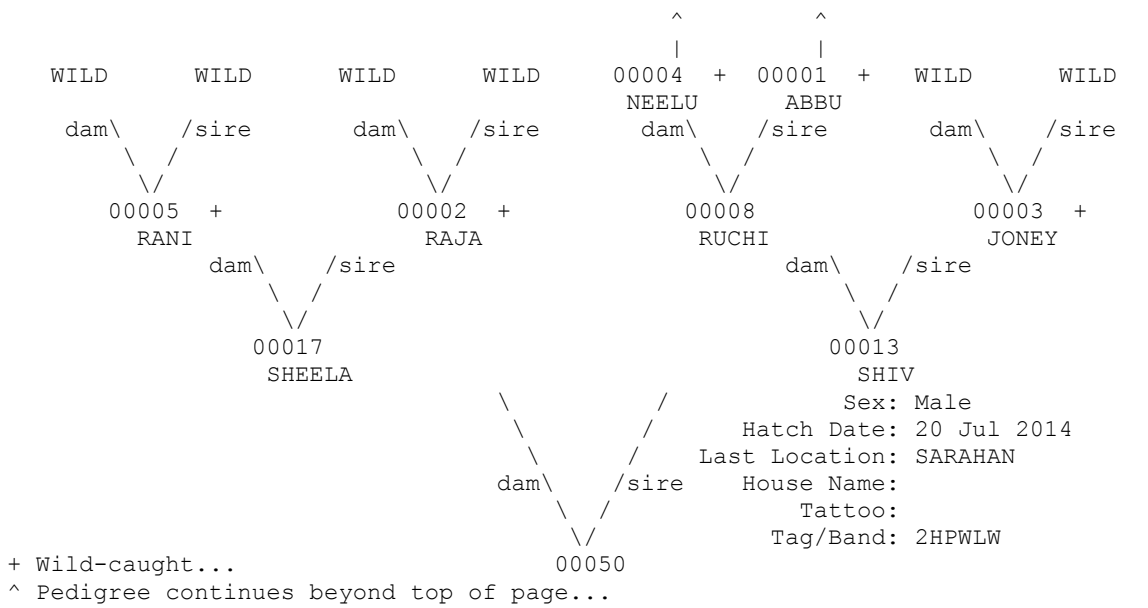 ^ ^
| |
WILD WILD WILD WILD 00004 + 00001 + WILD WILD
NEELU ABBU
dam\ /sire dam\ /sire dam\ /sire dam\ /sire
\ / \ / \ / \ /
\/ \/ \/ \/
00005 + 00002 + 00008 00003 +
RANI RAJA RUCHI JONEY
dam\ /sire dam\ /sire
\ / \ /
\/ \/
00017 00013
SHEELA SHIV
\ / Sex: Male
\ / Hatch Date: 20 Jul 2014
\ / Last Location: SARAHAN
dam\ /sire House Name:
\ / Tattoo:
\/ Tag/Band: 2HPWLW
+ Wild-caught... 00050
^ Pedigree continues beyond top of page...